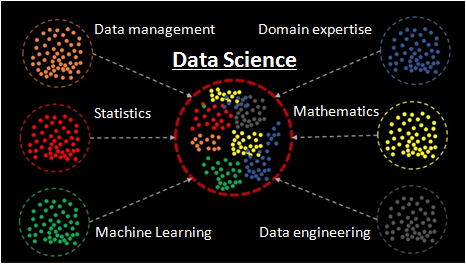 Data management
Domain expertise
Data Science
Statistics
Mathematics
Machine Learning
Data engineering